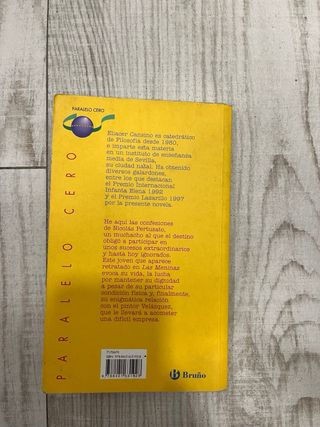 PARALELO CERO
PARALELO CERO
Eliacer Cansino es catedrático
de Filosofía desde 1980,
e imparte esta materia
en un instituto de enseñanza
media de Sevilla,
su ciudad natal. Ha obtenido
diversos galardones,
entre los que destacan
el Premio Internacional
Infanta Elena 1992
y el Premio Lazarillo 1997
por la presente novela.
He aquí las confesiones
de Nicolás Pertusato,
un muchacho al que el destino
obligó a participar en
unos sucesos extraordinarios
y hasta hoy ignorados.
Este joven que aparece
retratado en Las Meninas
evoca su vida, la lucha
por mantener su dignidad
a pesar de su particular
condición física y, finalmente,
su enigmática relación
con el pintor Velázquez,
que le llevará a acometer
una difícil empresa.
Bruño